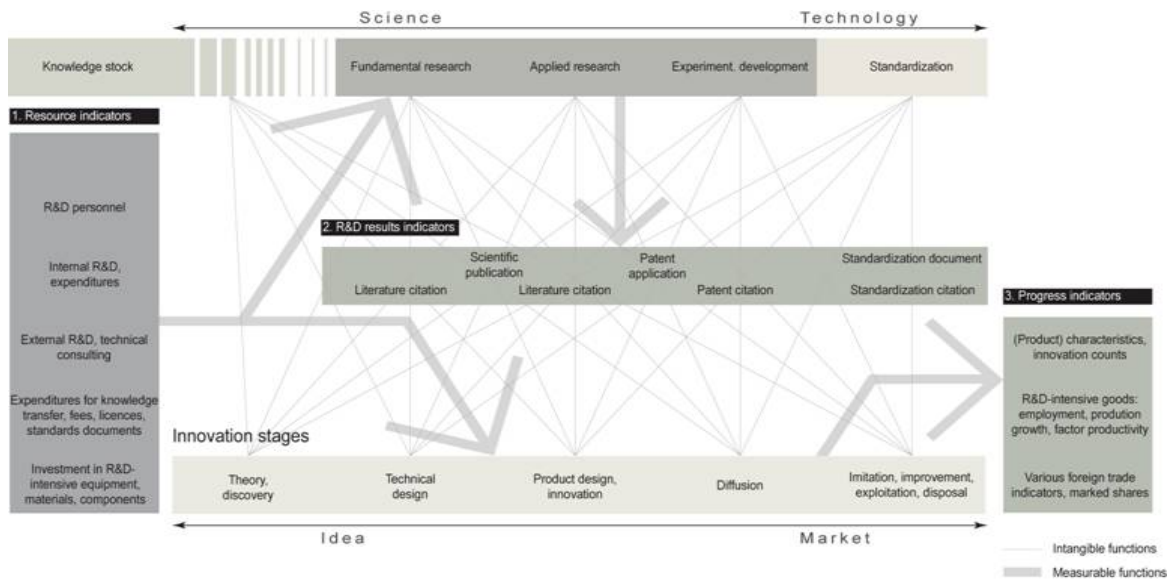 Science
Technology
Knowledge stock
Fundamental research
Applied research
Experiment. development
Standardization
1. Resource indicators
R&D personnel
Internal R&D,
expenditures
External R&D, technical
consulting
Expenditures for knowledge
transfer, fees, licences,
standards documents
Investment in R&D-
intensive equipment,
materials, components
2. R&D results indicators
Scientific
publication
Patent
application
Standardization document
Literature citation
Literature citation
Patent citation
Standardization citation
3. Progress indicators
(Product) characteristics,
innovation counts
R&D-intensive goods:
employment, prodution
growth, factor productivity
Various foreign trade
indicators, marked shares
Innovation stages
Theory,
discovery
Technical
design
Product design,
innovation
Diffusion
Imitation, improvement,
exploitation, disposal
Idea
Market
Intangible functions
Measurable functions